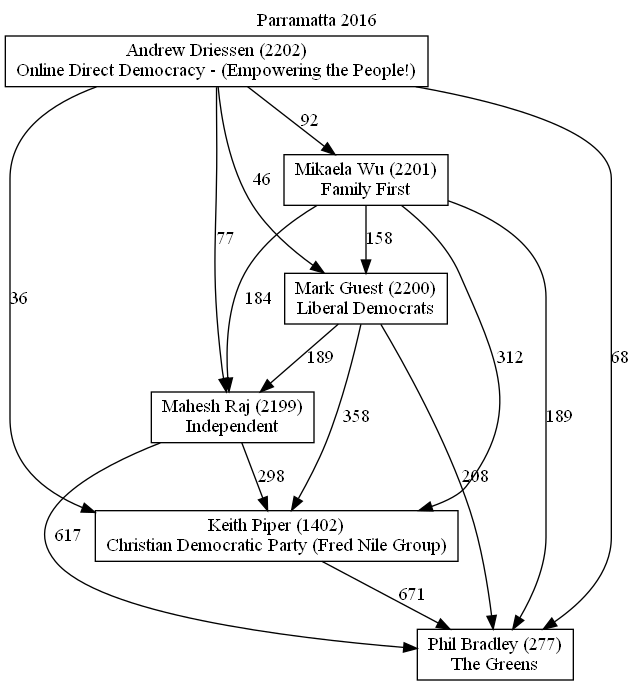 Parramatta 2016
Andrew Driessen (2202)
Online Direct Democracy - (Empowering the People!)
92
Mikaela Wu (2201)
Family First
46
77
158
Mark Guest (2200)
Liberal Democrats
184
36
189
312
68
Mahesh Raj (2199)
Independent
358
189
298
208
Keith Piper (1402)
Christian Democratic Party (Fred Nile Group)
617
671
Phil Bradley (277)
The Greens